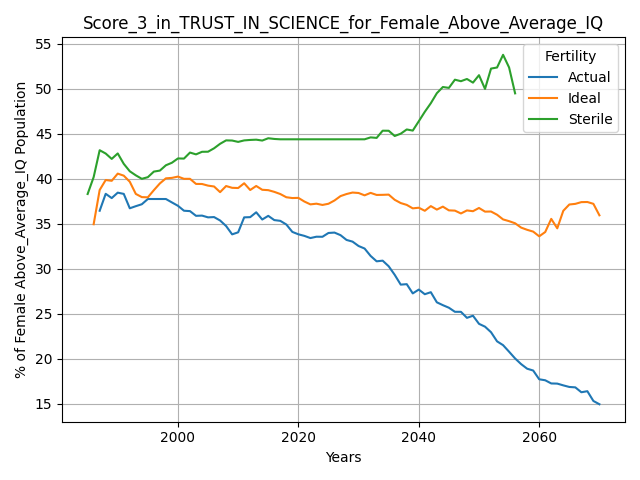 Score_3_in_TRUST_IN_SCIENCE_for_Female_Above_Average_IQ
% of Female Above_Average_IQ Population
55
50
45
40
35
30
25
20
15
Fertility
Actual
Ideal
Sterile
2000
2020
2040
2060
Years